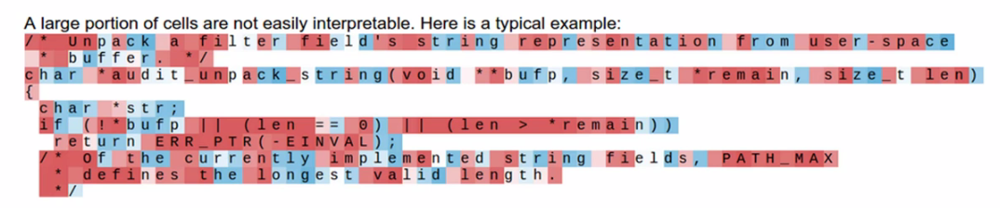 A large portion of cells are not easily interpretable. Here is a typical example:
/* Unpack a filter field's string representation from user-space
 * buffer. */
char *audit_unpack_string(void **bufp, size_t *remain, size_t len)
{
 char *str;
 if (!*bufp || (len == 0) || (len > *remain))
  return ERR_PTR(-EINVAL);
 /* Of the currently implemented string fields, PATH_MAX
  * defines the longest valid length.
  */